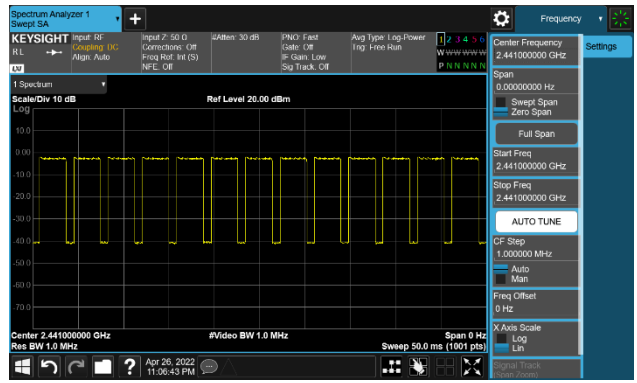 Spectrum Analyzer 1
Swept SA
Frequency
KEYSIGHT
RL
Input: RF
Coupling: DC
Align: Auto
Input Z: 50 Ω
Corrections: Off
Freq Ref: Int (S)
NFE: Off
#Atten: 30 dB
PNO: Fast
Gate: Off
IF Gain: Low
Sig Track: Off
Avg Type: Log-Power
Trig: Free Run
1 2 3 4 5 6
W W W W W W
P N N N N N
LXI
1 Spectrum
Scale/Div 10 dB
Ref Level 20.00 dBm
Log
10.0
0.00
-10.0
-20.0
-30.0
-40.0
-50.0
-60.0
-70.0
Center 2.441000000 GHz
#Video BW 1.0 MHz
Span 0 Hz
Res BW 1.0 MHz
Sweep 50.0 ms (1001 pts)
Apr 26, 2022
11:06:43 PM
?
Center Frequency
2.441000000 GHz
Settings
Span
0.00000000 Hz
Swept Span
Zero Span
Full Span
Start Freq
2.441000000 GHz
Stop Freq
2.441000000 GHz
AUTO TUNE
CF Step
1.000000 MHz
Auto
Man
Freq Offset
0 Hz
X Axis Scale
Log
Lin
Signal Track
(Span Zoom)